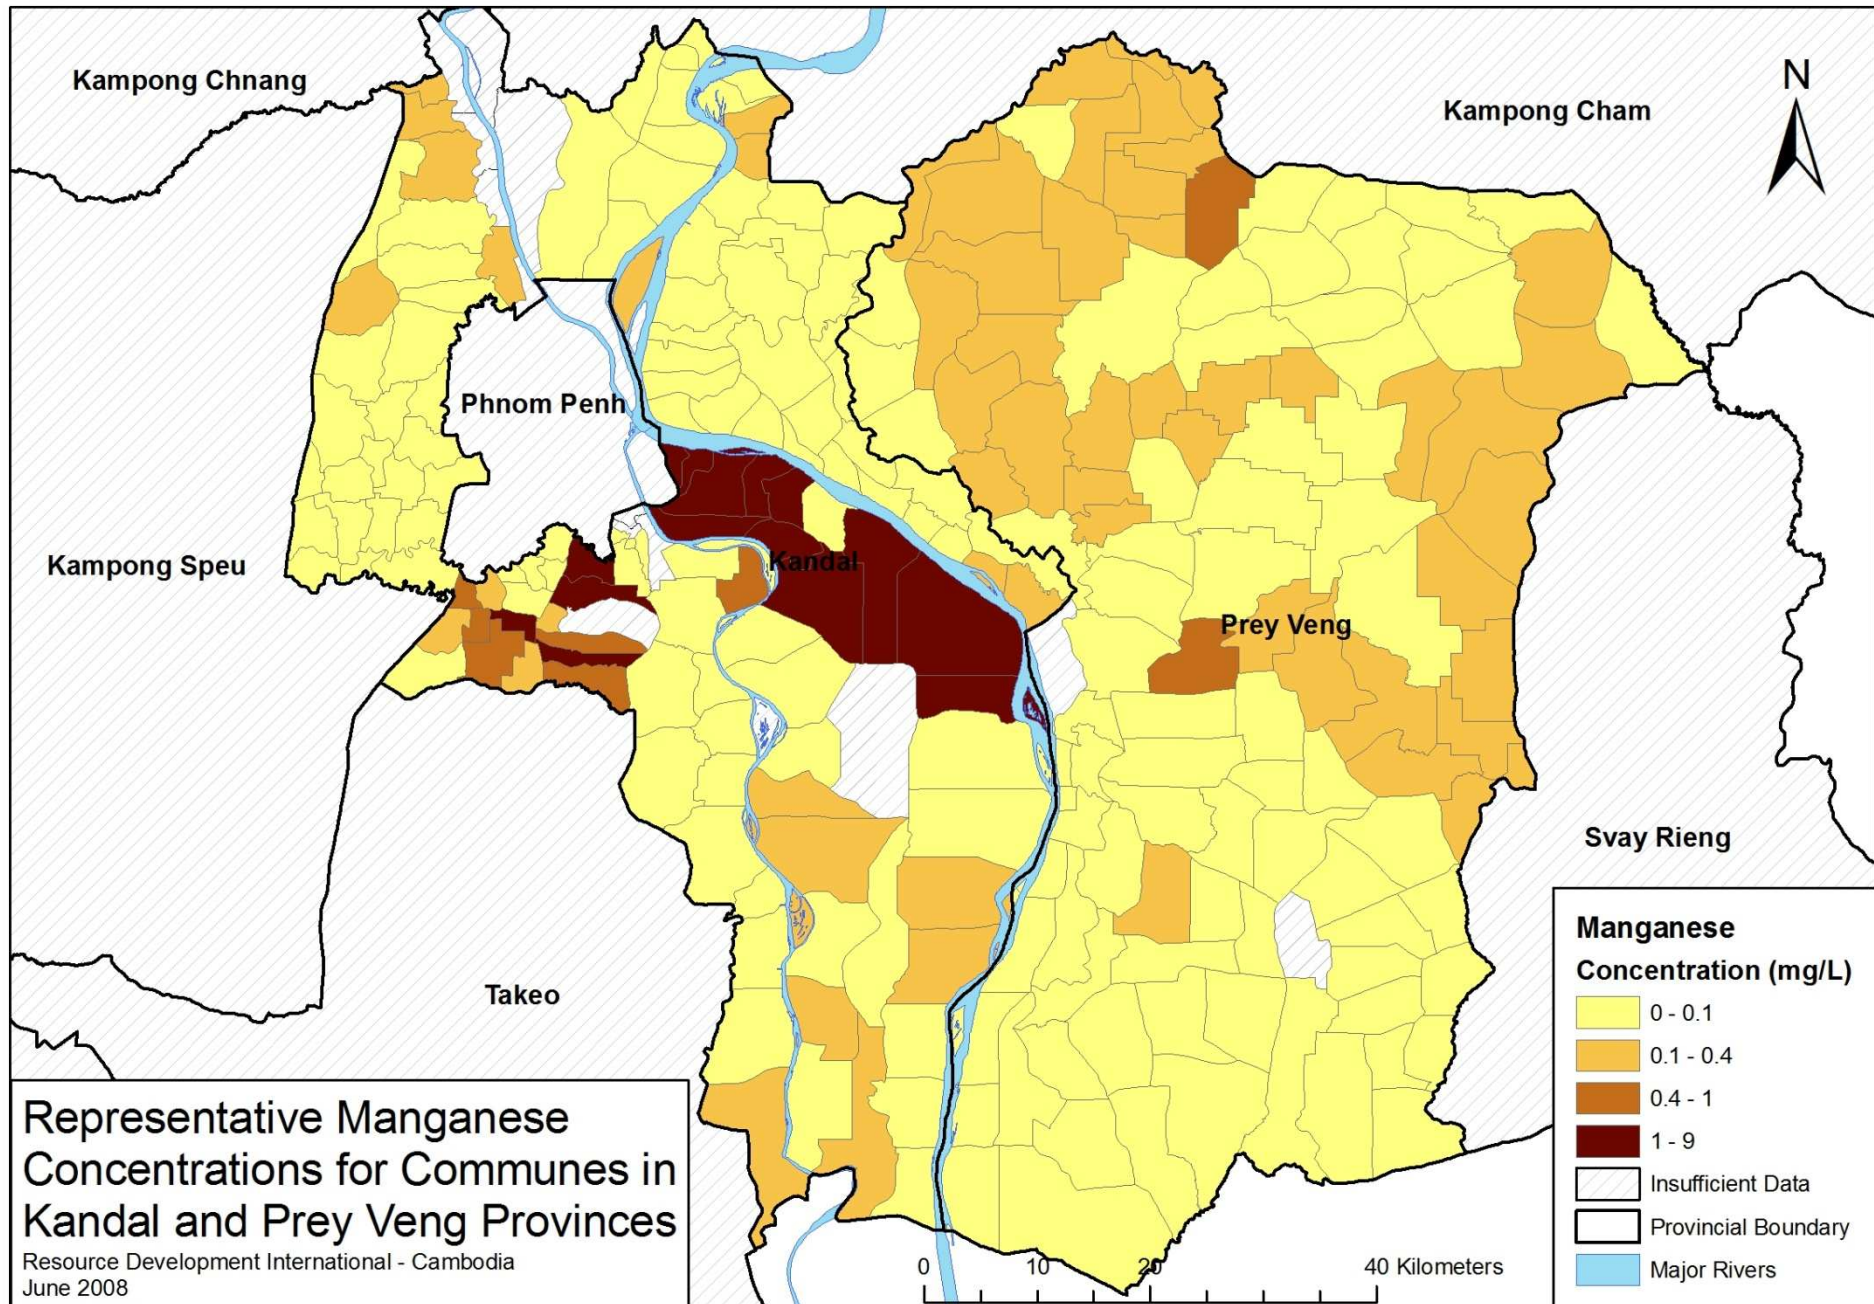 Kampong Chnang
Kampong Cham
N
Phnom Penh
Kampong Speu
Kandal
Prey Veng
Svay Rieng
Takeo
Manganese
Concentration (mg/L)
0 - 0.1
0.1 - 0.4
0.4 - 1
1 - 9
Insufficient Data
Provincial Boundary
Major Rivers
Representative Manganese
Concentrations for Communes in
Kandal and Prey Veng Provinces
Resource Development International - Cambodia
June 2008
0 10 20 40 Kilometers